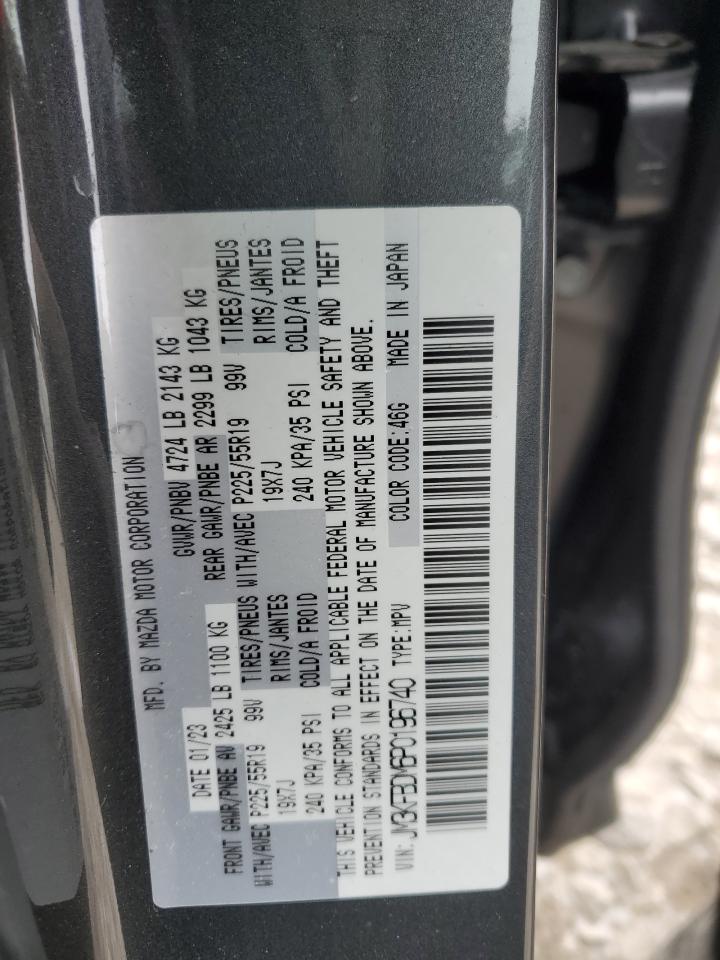 MFD. BY MAZDA MOTOR CORPORATION
DATE 01/23 GVWR/PNBV 4724 LB 2143 KG
FRONT GAWR/PNBE AV 2425 LB 1100 KG REAR GAWR/PNBE AR 2299 LB 1043 KG
WITH/AVEC P225/55R19 99V TIRES/PNEUS WITH/AVEC P225/55R19 99V TIRES/PNEUS
19X7J RIMS/JANTES 19X7J RIMS/JANTES
240 KPA/35 PSI COLD/A FROID 240 KPA/35 PSI COLD/A FROID
THIS VEHICLE CONFORMS TO ALL APPLICABLE FEDERAL MOTOR VEHICLE SAFETY AND THEFT
PREVENTION STANDARDS IN EFFECT ON THE DATE OF MANUFACTURE SHOWN ABOVE.
VIN: JM3KFBDM6P0196740 TYPE:MPV COLOR CODE:46G MADE IN JAPAN